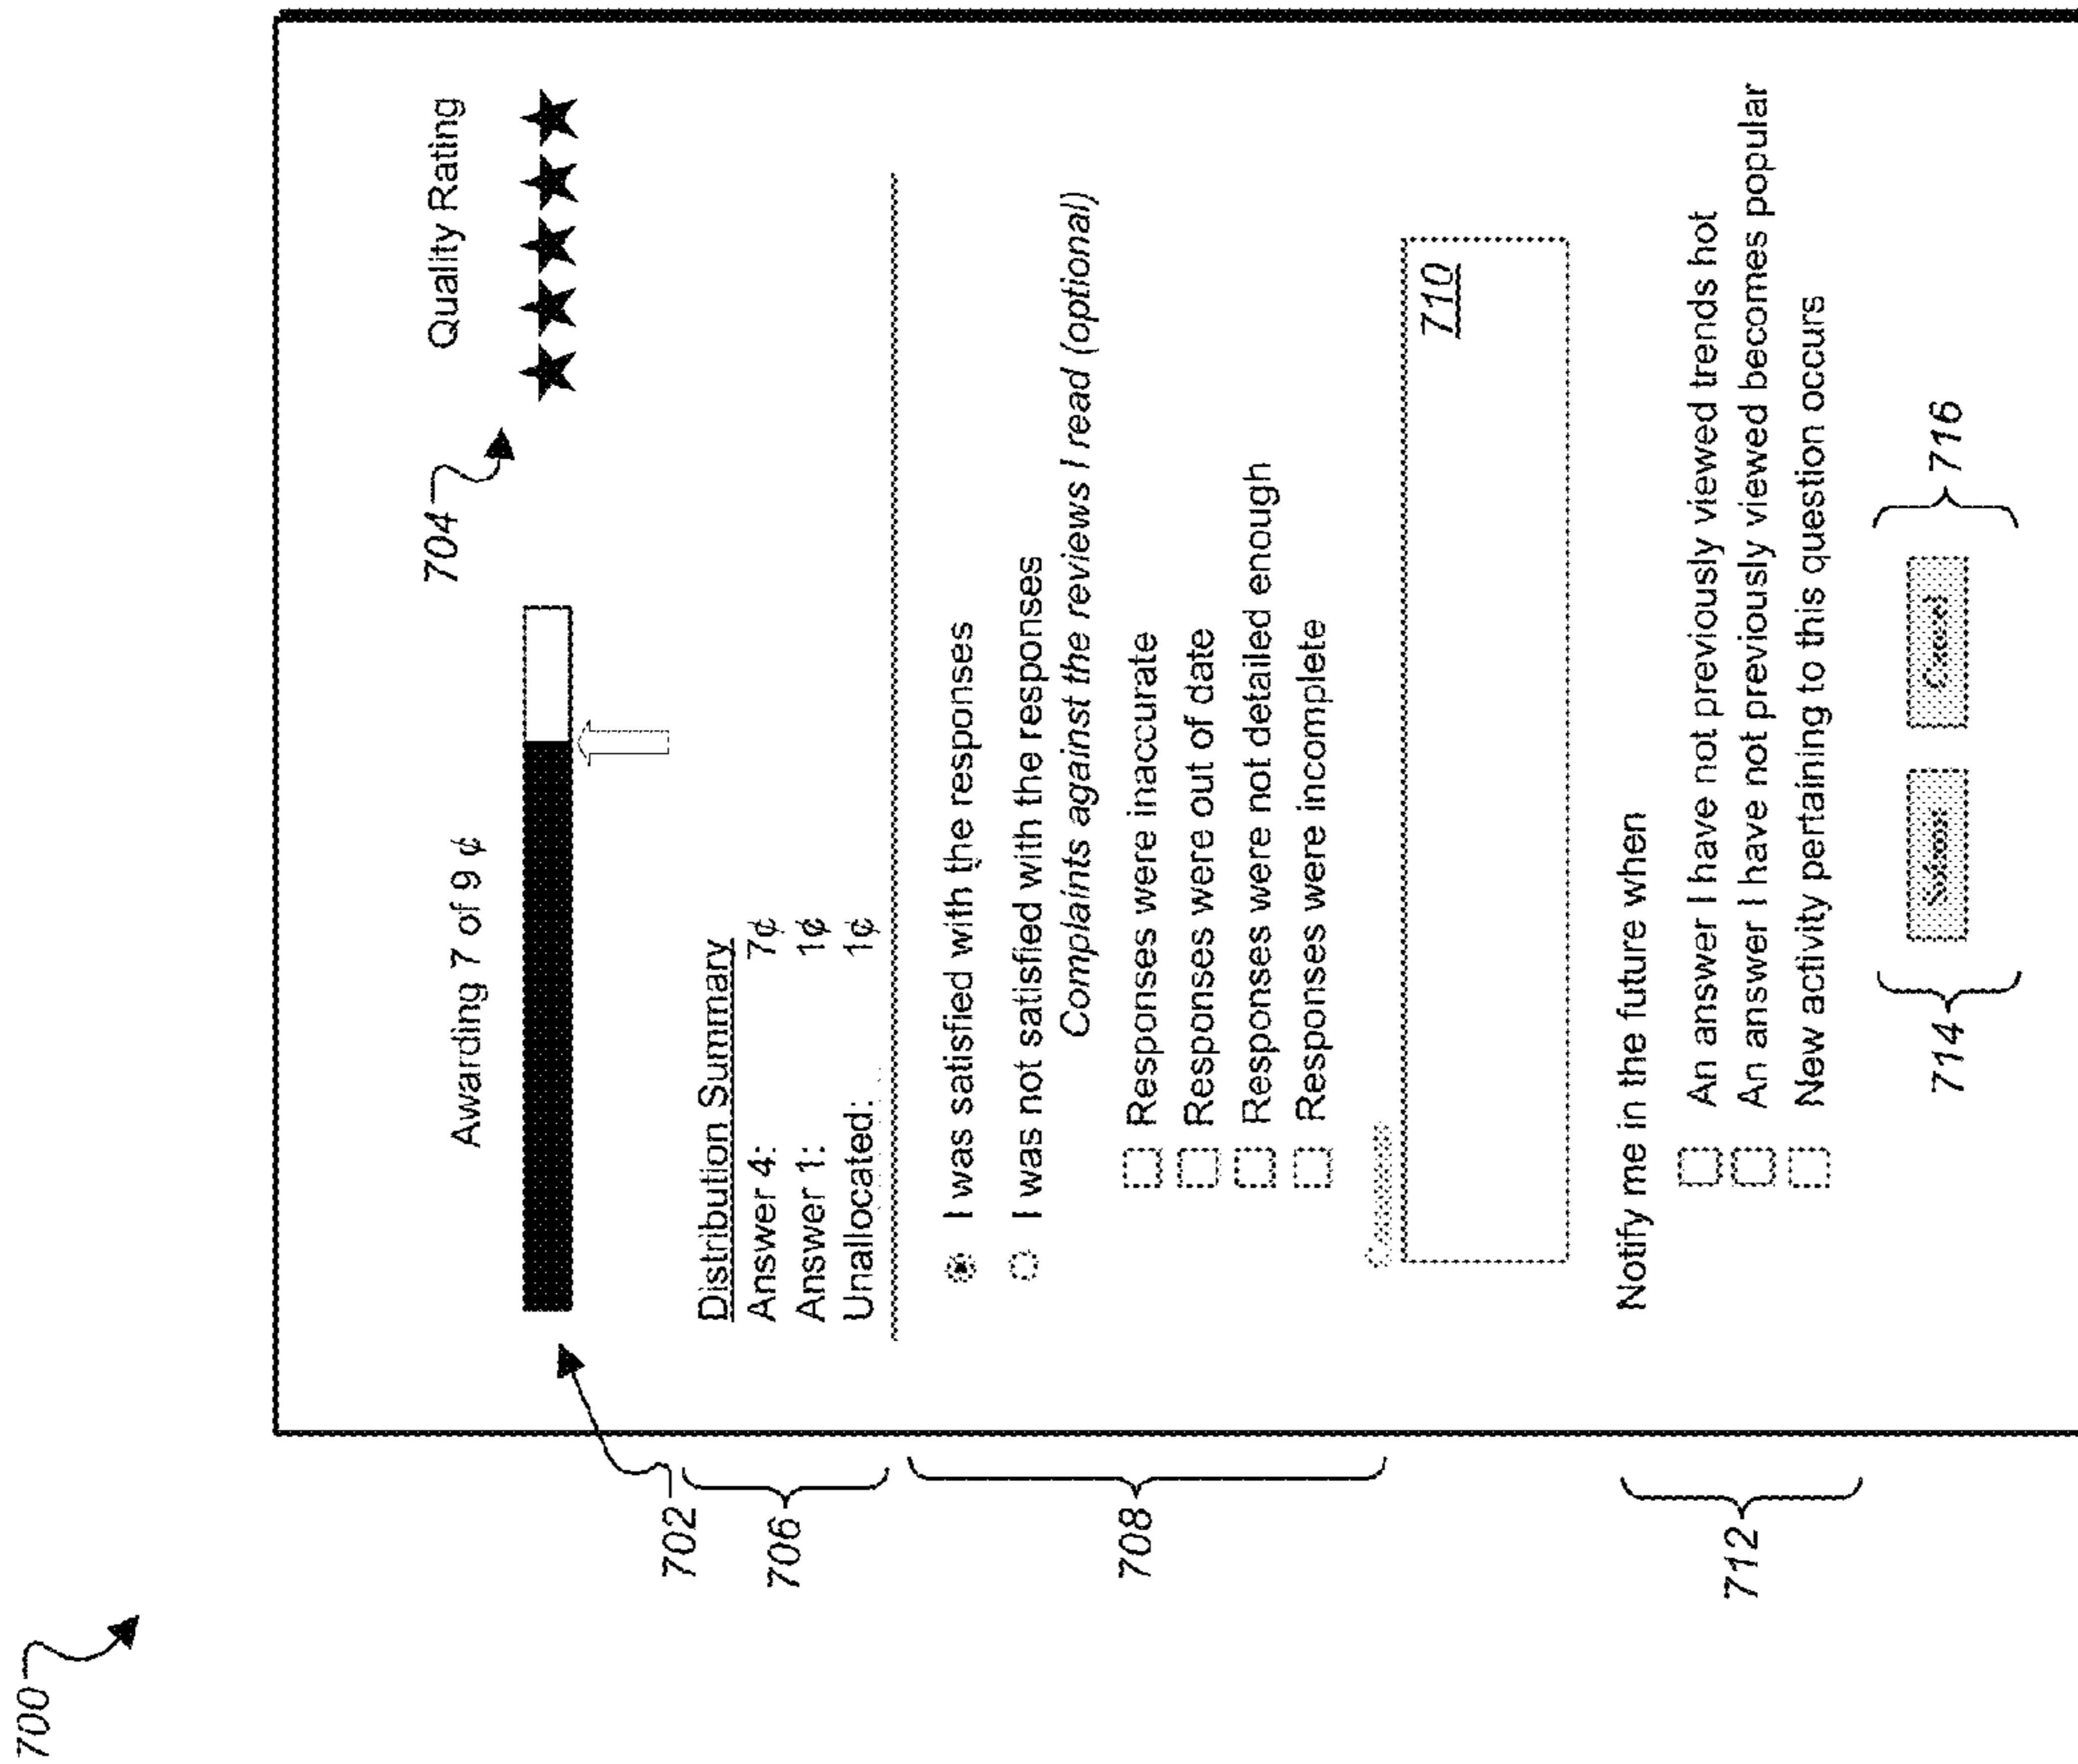 700
Awarding 7 of 9 ¢
704
Quality Rating
702
706
Distribution Summary
Answer 4: 7¢
Answer 1: 1¢
Unallocated: 1¢
708
I was satisfied with the responses
I was not satisfied with the responses
Complaints against the reviews I read (optional)
Responses were inaccurate
Responses were out of date
Responses were not detailed enough
Responses were incomplete
710
712
Notify me in the future when
An answer I have not previously viewed trends hot
An answer I have not previously viewed becomes popular
New activity pertaining to this question occurs
714
716